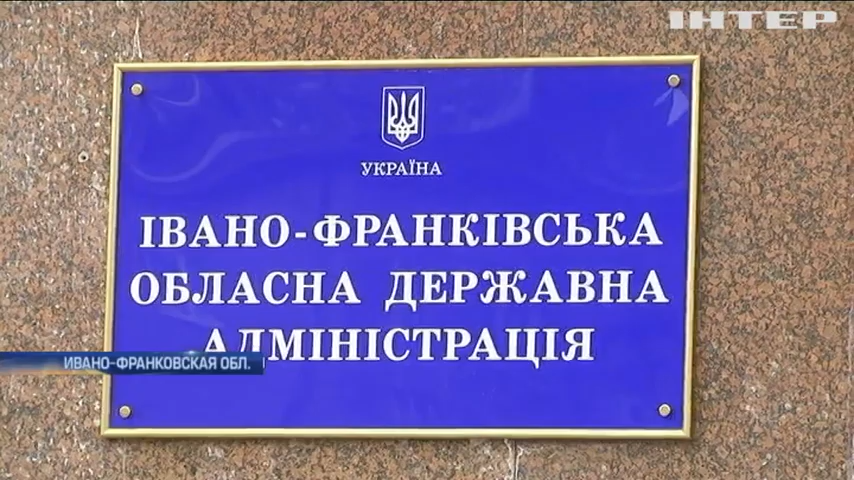 ІНТЕР
УКРАЇНА
ІВАНО-ФРАНКІВСЬКА
ОБЛАСНА ДЕРЖАВНА
АДМІНІСТРАЦІЯ
ИВАНО-ФРАНКОВСКАЯ ОБЛ.